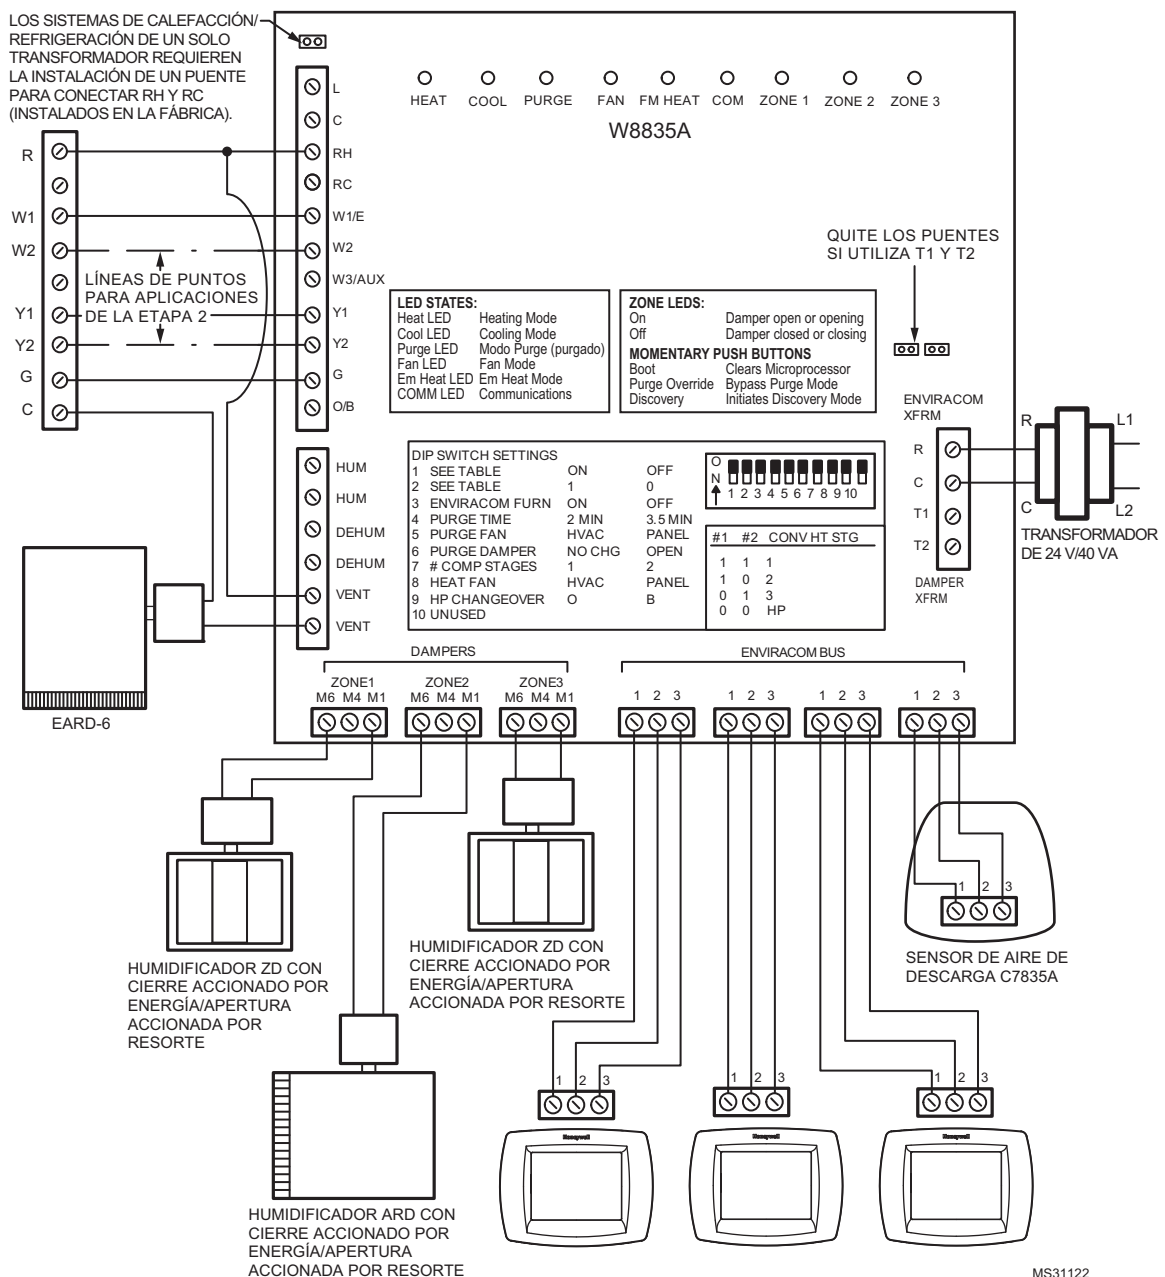 LOS SISTEMAS DE CALEFACCIÓN/
REFRIGERACIÓN DE UN SOLO
TRANSFORMADOR REQUIEREN
LA INSTALACIÓN DE UN PUENTE
PARA CONECTAR RH Y RC
(INSTALADOS EN LA FÁBRICA).
HEAT COOL PURGE FAN FM HEAT COM ZONE 1 ZONE 2 ZONE 3
W8835A
R
W1
W2
Y1
Y2
G
C
LÍNEAS DE PUNTOS
PARA APLICACIONES
DE LA ETAPA 2
L
C
RH
RC
W1/E
W2
W3/AUX
Y1
Y2
G
O/B
HUM
HUM
DEHUM
DEHUM
VENT
VENT
QUITE LOS PUENTES
SI UTILIZA T1 Y T2
LED STATES:
Heat LED Heating Mode
Cool LED Cooling Mode
Purge LED Modo Purge (purgado)
Fan LED Fan Mode
Em Heat LED Em Heat Mode
COMM LED Communications
ZONE LEDS:
On Damper open or opening
Off Damper closed or closing
MOMENTARY PUSH BUTTONS
Boot Clears Microprocessor
Purge Override Bypass Purge Mode
Discovery Initiates Discovery Mode
ENVIRACOM
XFRM
R
C
T1
T2
DAMPER
XFRM
R
C
L1
L2
TRANSFORMADOR
DE 24 V/40 VA
DIP SWITCH SETTINGS
1 SEE TABLE ON OFF
2 SEE TABLE 1 0
3 ENVIRACOM FURN ON OFF
4 PURGE TIME 2 MIN 3.5 MIN
5 PURGE FAN HVAC PANEL
6 PURGE DAMPER NO CHG OPEN
7 # COMP STAGES 1 2
8 HEAT FAN HVAC PANEL
9 HP CHANGEOVER O B
10 UNUSED
O
N
1 2 3 4 5 6 7 8 9 10
#1 #2 CONV HT STG
1 1 1
1 0 2
0 1 3
0 0 HP
EARD-6
DAMPERS
ZONE1 ZONE2 ZONE3
M6 M4 M1 M6 M4 M1 M6 M4 M1
ENVIRACOM BUS
1 2 3 1 2 3 1 2 3 1 2 3
HUMIDIFICADOR ZD CON
CIERRE ACCIONADO POR
ENERGÍA/APERTURA
ACCIONADA POR
RESORTE
HUMIDIFICADOR ZD CON
CIERRE ACCIONADO POR
ENERGÍA/APERTURA
ACCIONADA POR RESORTE
1 2 3
SENSOR DE AIRE DE
DESCARGA C7835A
HUMIDIFICADOR ARD CON
CIERRE ACCIONADO POR
ENERGÍA/APERTURA
ACCIONADA POR RESORTE
1 2 3
1 2 3
1 2 3
Honeywell
Honeywell
Honeywell
MS31122